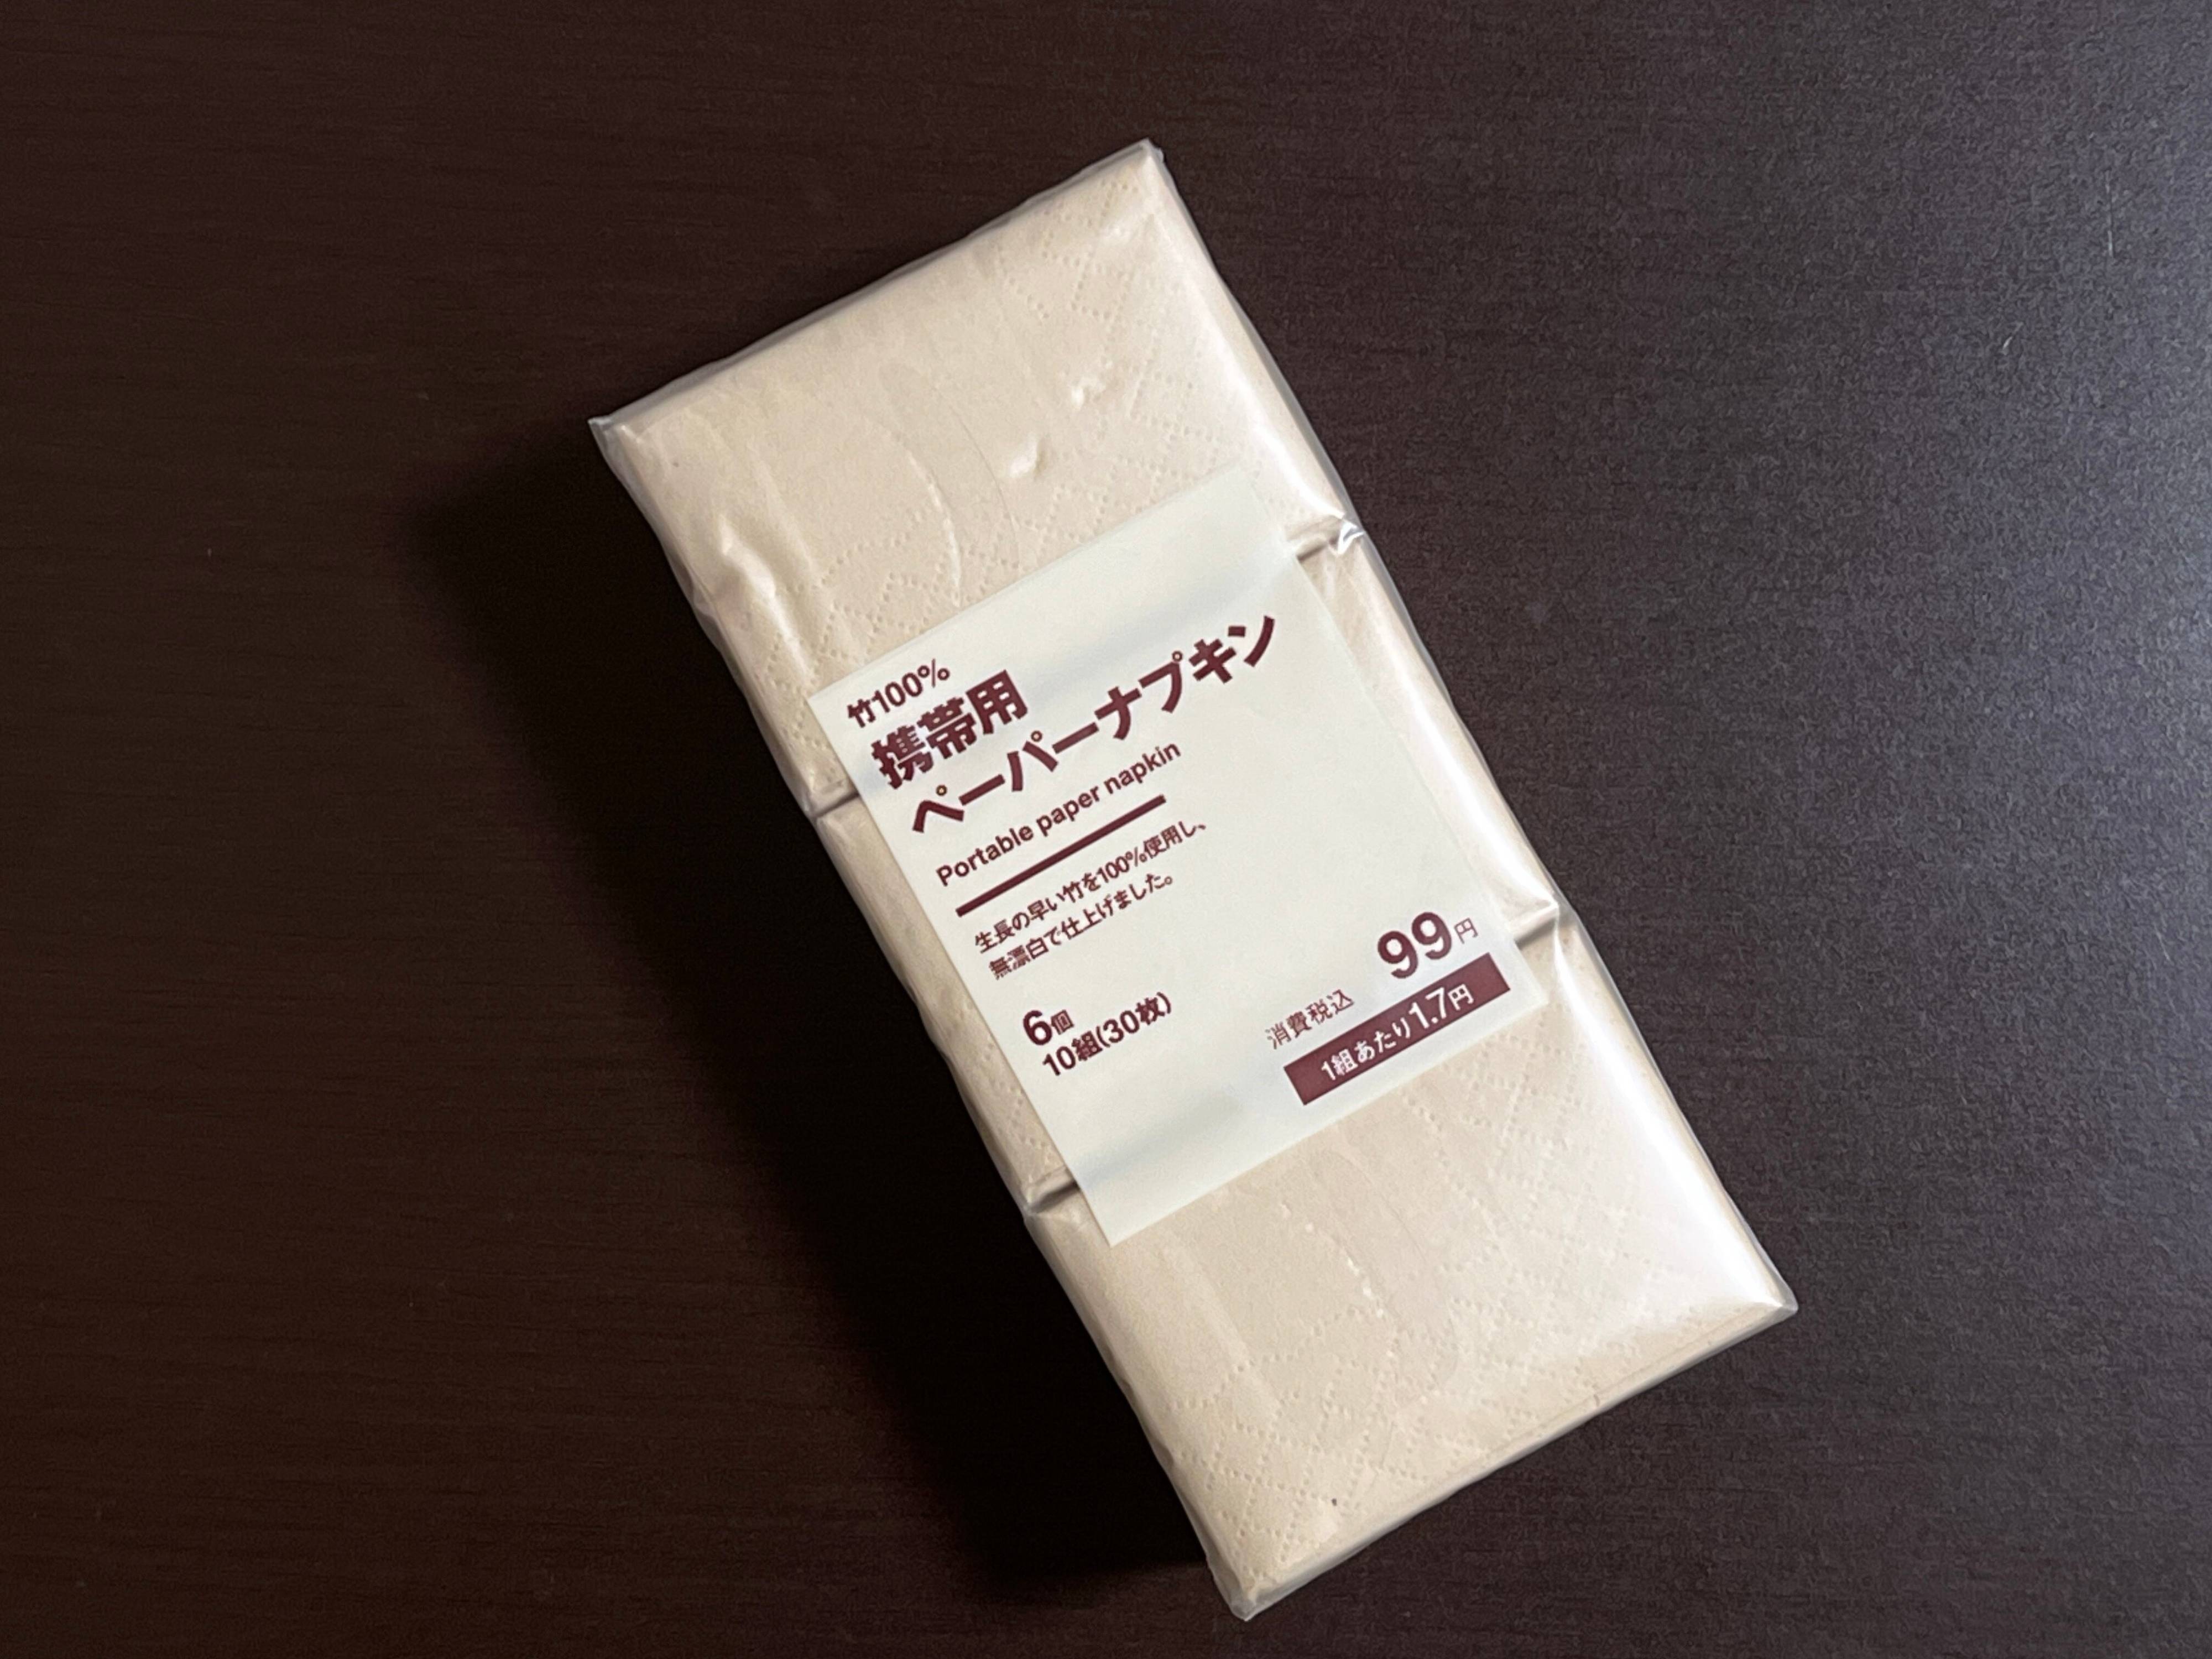 竹100%
携帯用
ペーパーナプキン
Portable paper napkin
生長の早い竹を100%使用し、
無漂白で仕上げました。
6個
10組(30枚)
99円
消費税込
1組あたり1.7円